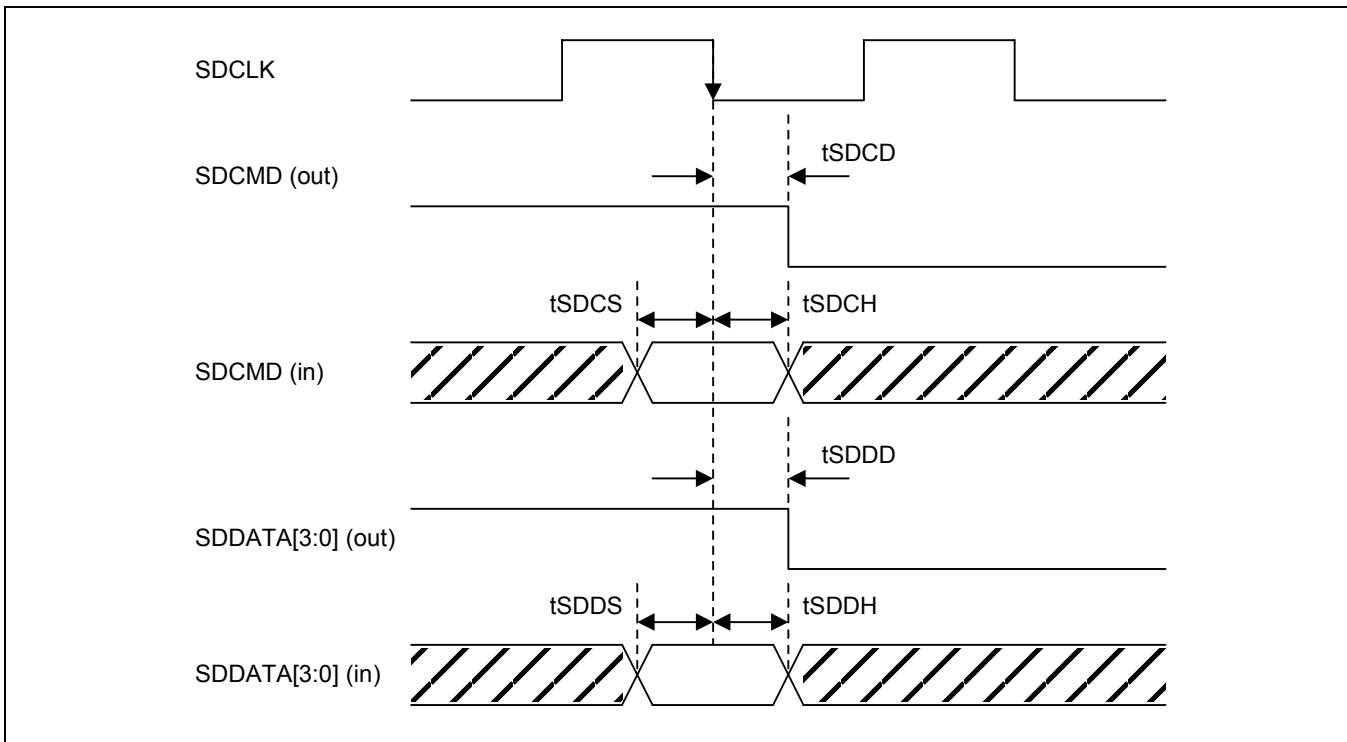 SDCLK
tSDCD
SDCMD (out)
tSDCS
tSDCH
SDCMD (in)
tSDDD
SDDATA[3:0] (out)
tSDDS
tSDDH
SDDATA[3:0] (in)